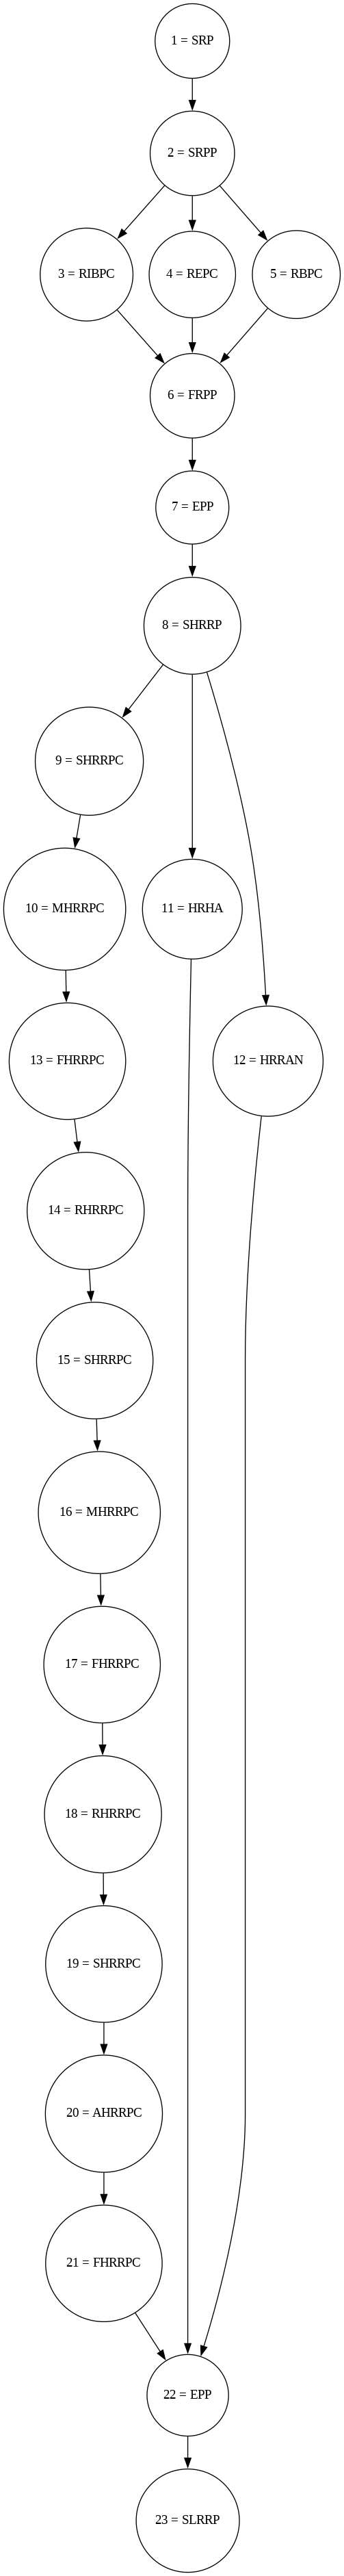 1 = SRP
2 = SRPP
3 = RIBPC
4 = REPC
5 = RBPC
6 = FRPP
7 = EPP
8 = SHRRP
9 = SHRRPC
10 = MHRRPC
11 = HRHA
13 = FHRRPC
12 = HRRAN
14 = RHRRPC
15 = SHRRPC
16 = MHRRPC
17 = FHRRPC
18 = RHRRPC
19 = SHRRPC
20 = AHRRPC
21 = FHRRPC
22 = EPP
23 = SLRRP